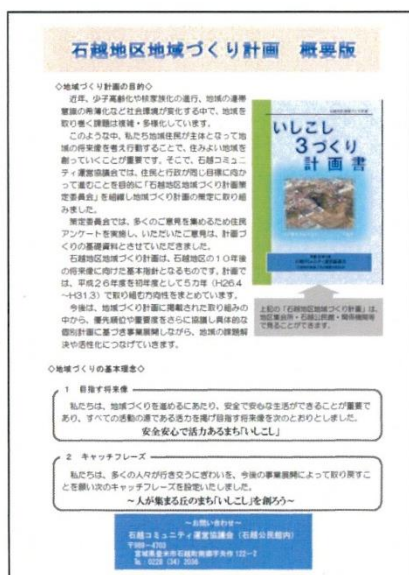 石越地区地域づくり計画　概要版
◇地域づくり計画の目的◇
近年、少子高齢化や核家族化の進行、地域の連帯
意識の希薄化など社会環境が変化する中で、地域を
取り巻く課題は複雑・多様化しています。
このような中、私たち地域住民が主体となって地
域の将来像を考え行動することで、住みよい地域を
創っていくことが重要です。そこで、石越コミュニ
ティ運営協議会では、住民と行政が同じ目標に向か
って進むことを目的に「石越地区地域づくり計画策
定委員会」を組織し地域づくり計画の策定に取り組
みました。
策定委員会では、多くのご意見を集めるため住民
アンケートを実施し、いただいたご意見は、計画づ
くりの基礎資料とさせていただきました。
石越地区地域づくり計画は、石越地区の１０年後
の将来像に向けた基本指針となるものです。計画で
は、平成２６年度を初年度として５カ年（H26.4
～H31.3）で取り組む方向性をまとめています。
今後は、地域づくり計画に掲載された取り組みの
中から、優先順位や重要度をさらに協議し具体的な
個別計画に基づき事業展開しながら、地域の課題解
決や活性化につなげていきます。
いしこし
３づくり
計画書
上記の「石越地区地域づくり計画」は、
地区集会所・石越公民館・関係機関等
で見ることができます。
◇地域づくりの基本理念◇
１　目指す将来像
私たちは、地域づくりを進めるにあたり、安全で安心な生活ができることが重要で
あり、すべての活動の源である活力を掲げ目指す将来像を次のとおりとしました。
安全安心で活力あるまち「いしこし」
２　キャッチフレーズ
私たちは、多くの人々が行き交うにぎわいを、今後の事業展開によって取り戻すこ
とを願い次のキャッチフレーズを設定いたしました。
～人が集まる丘のまち「いしこし」を創ろう～
～お問い合わせ～
石越コミュニティ運営協議会（石越公民館内）
〒989-4703
宮城県登米市石越町南郷字矢作122－2
℡：0228（34）2036